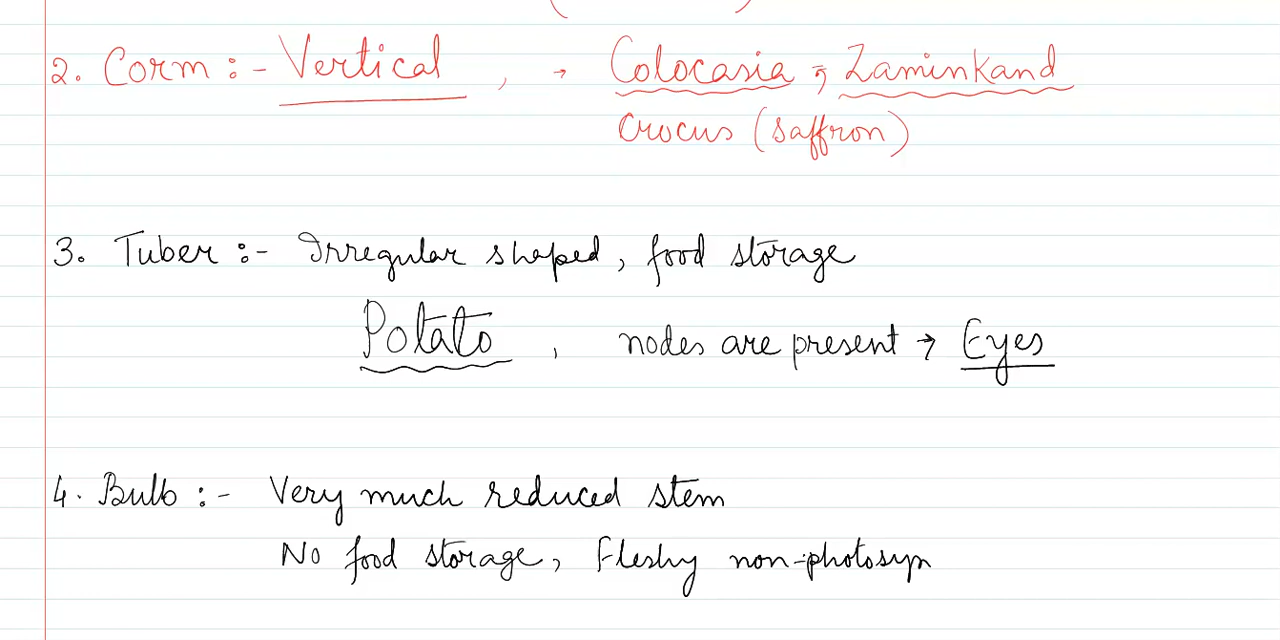 2. Corm :- Vertical , → Colocasia , Zaminkand
Crocus (saffron)
3. Tuber :- Irregular shaped, food storage
Potato , nodes are present → Eyes
4. Bulb :- Very much reduced stem
No food storage, Fleshy non-photosyn